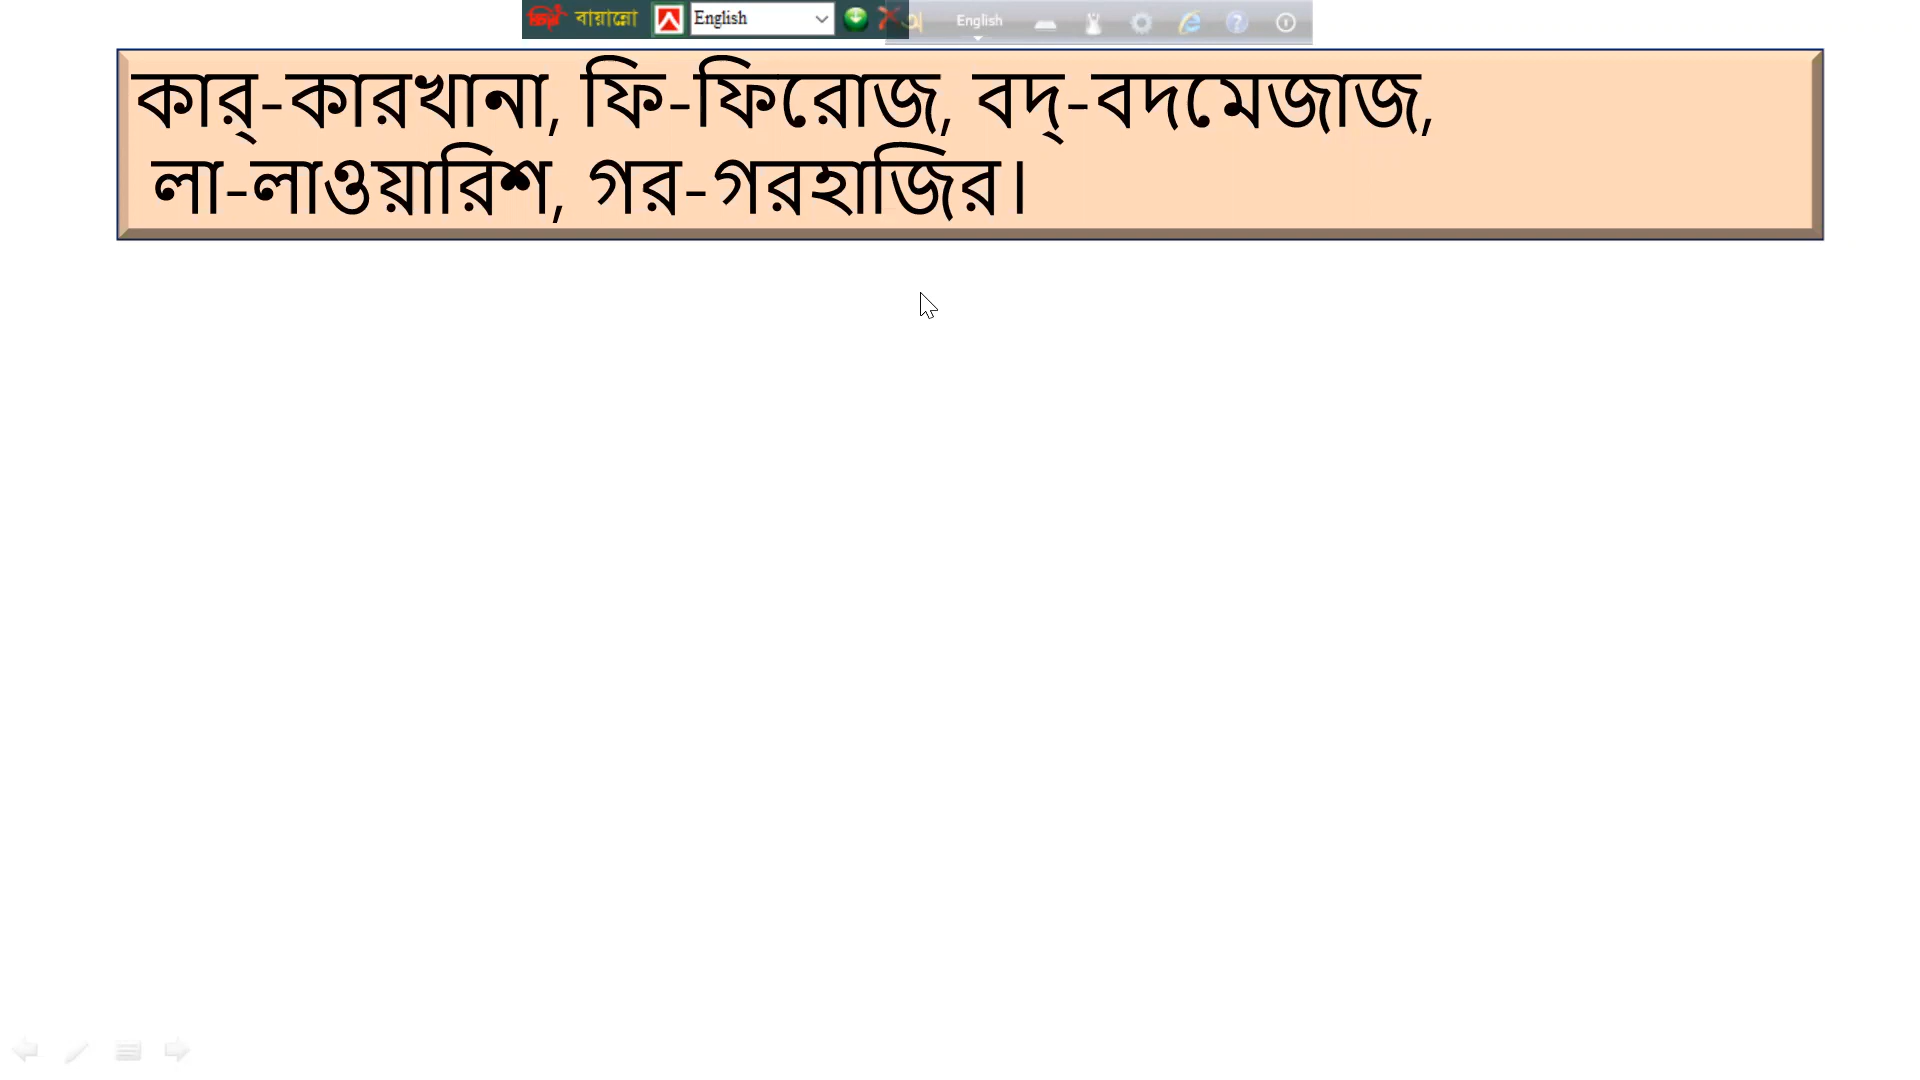 বায়ান্নো English English
কার্-কারখানা, ফি-ফিরোজ, বদ্-বদমেজাজ,
লা-লাওয়ারিশ, গর-গরহাজির।